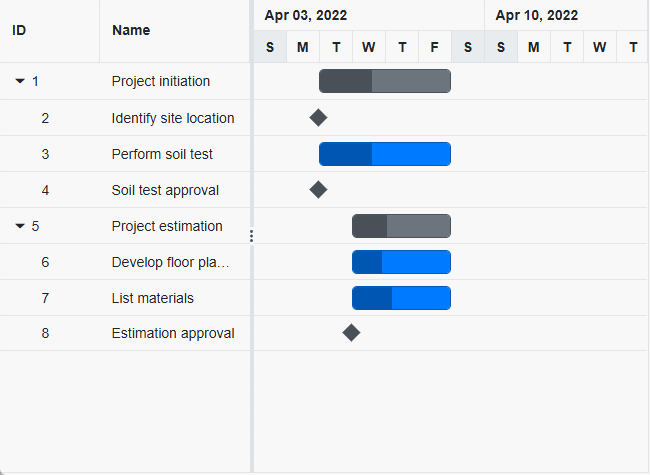 ID Name Apr 03, 2022 Apr 10, 2022
S M T W T F S S M T W T
1 Project initiation
2 Identify site location
3 Perform soil test
4 Soil test approval
5 Project estimation
6 Develop floor pla...
7 List materials
8 Estimation approval